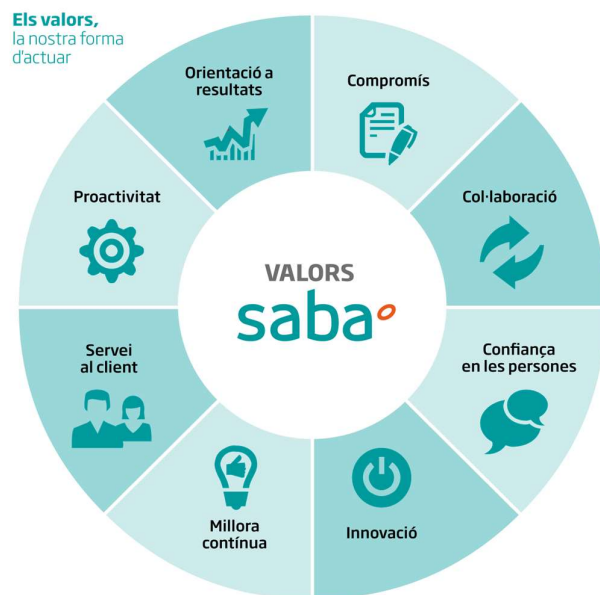 Els valors,
la nostra forma
d'actuar
Orientació a
resultats
Compromís
Proactivitat
Col·laboració
VALORS
saba
Servei
al client
Confiança
en les persones
Millora
contínua
Innovació